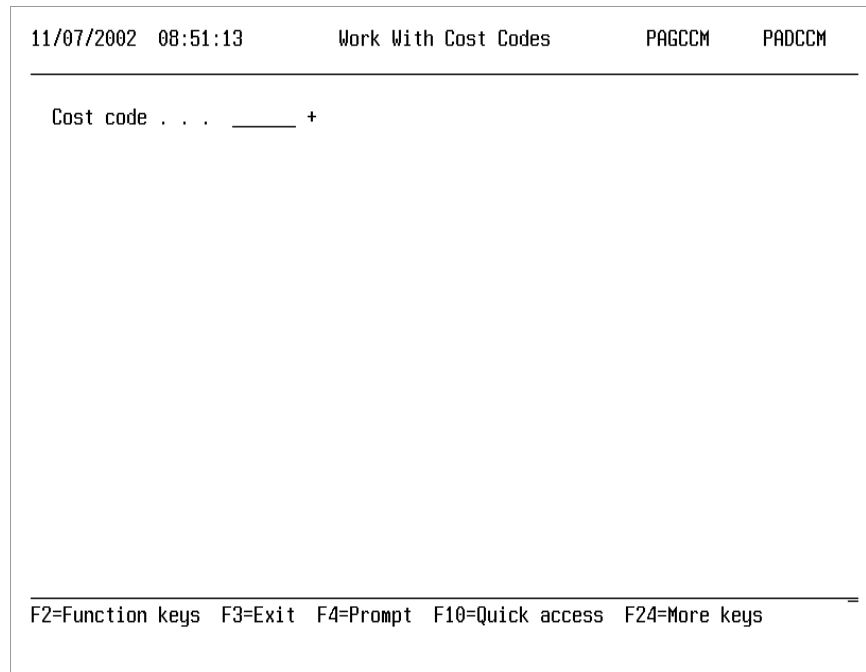 11/07/2002 08:51:13 Work With Cost Codes PAGCCM PADCCM
Cost code . . . ______ +
F2=Function keys F3=Exit F4=Prompt F10=Quick access F24=More keys